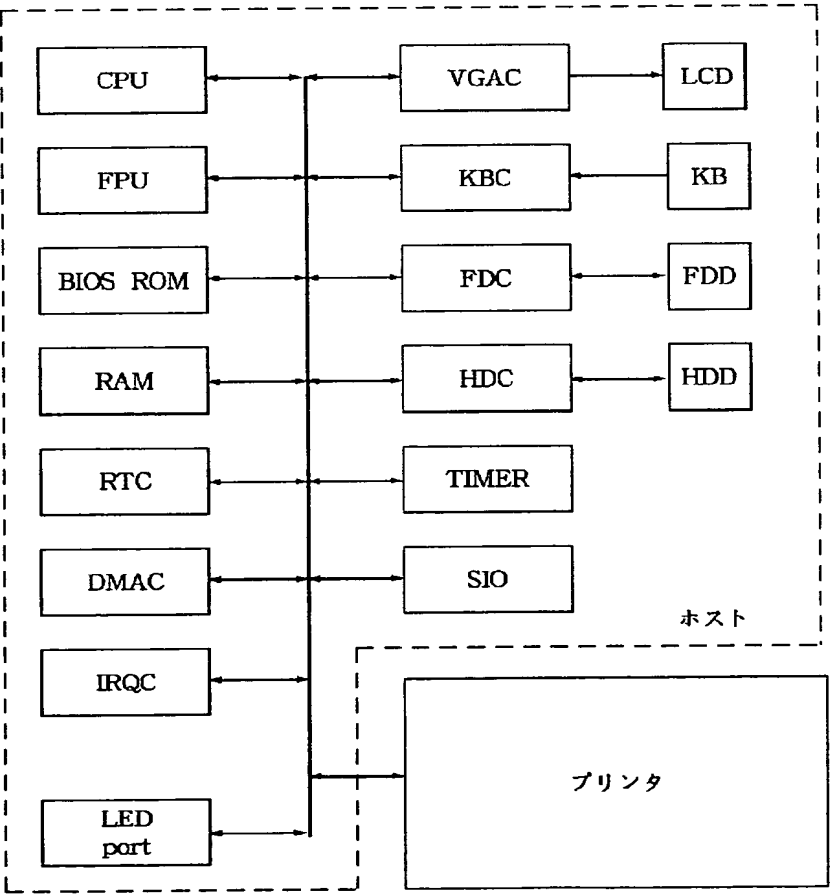 CPU
VGAC
LCD
FPU
KBC
KB
BIOS ROM
FDC
FDD
RAM
HDC
HDD
RTC
TIMER
DMAC
SIO
ホスト
IRQC
プリンタ
LED
port